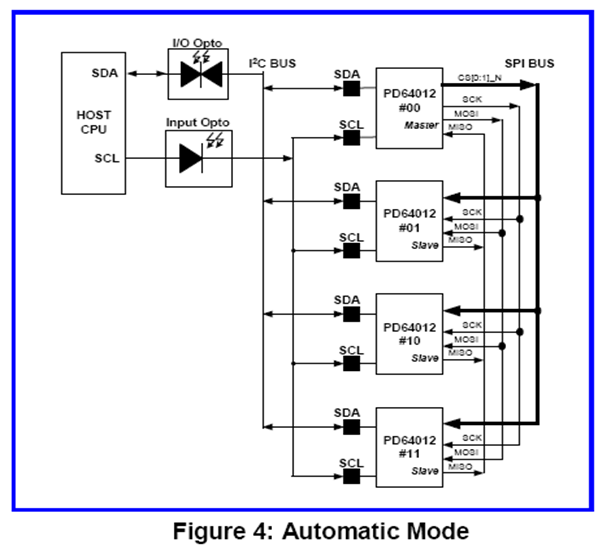 I/O Opto
I²C BUS
SPI BUS
SDA
HOST
CPU
SCL
Input Opto
SDA
PD64012
#00
Master
SCL
CS[0:1]_N
SCK
MOSI
MISO
SDA
PD64012
#01
Slave
SCL
SCK
MOSI
MISO
SDA
PD64012
#10
Slave
SCL
SCK
MOSI
MISO
SDA
PD64012
#11
Slave
SCL
SCK
MOSI
MISO
Figure 4: Automatic Mode